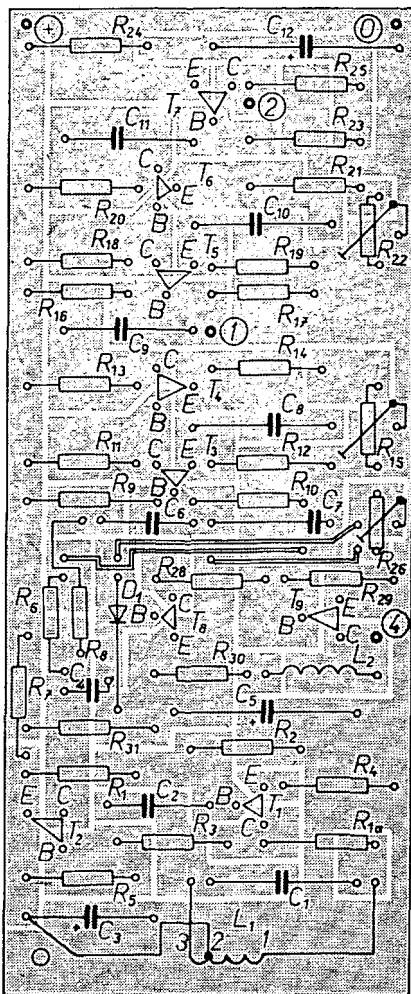 + R24 C12 0
E C R25
T7 2
B
C11 R23
C T6 R21
E
R20 B C10
R18 C E T5 R19 R22
R16 B R17
C9 1
R13 C R14
E T4
B C8
R11 C E T3 R12 R15
R9 B R10
C6 C7
R28 R26
D1 C T9 E R29
R6 B T8 B 4
R8 E C
R7 C4 R30 L2
C5
+
R31 R2
R1 C2 E R4
E C B T1
T2 R3 C R1a
B
R5 C1
+ C3 L1
3 2 1
−